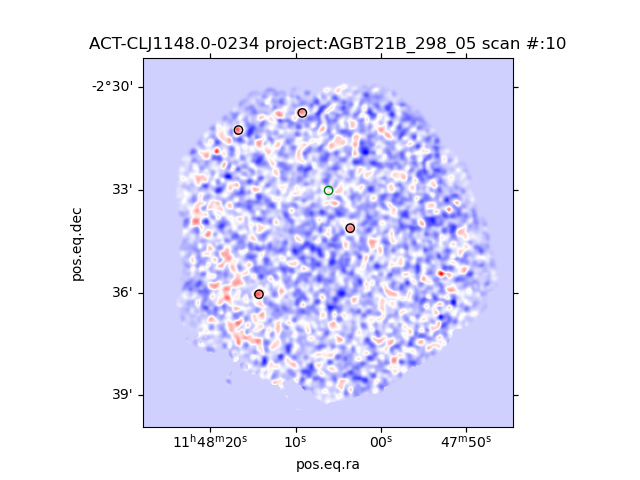 ACT-CLJ1148.0-0234 project:AGBT21B_298_05 scan #:10
-2°30'
33'
36'
39'
pos.eq.dec
11ʰ48ᵐ20ˢ 10ˢ 00ˢ 47ᵐ50ˢ
pos.eq.ra